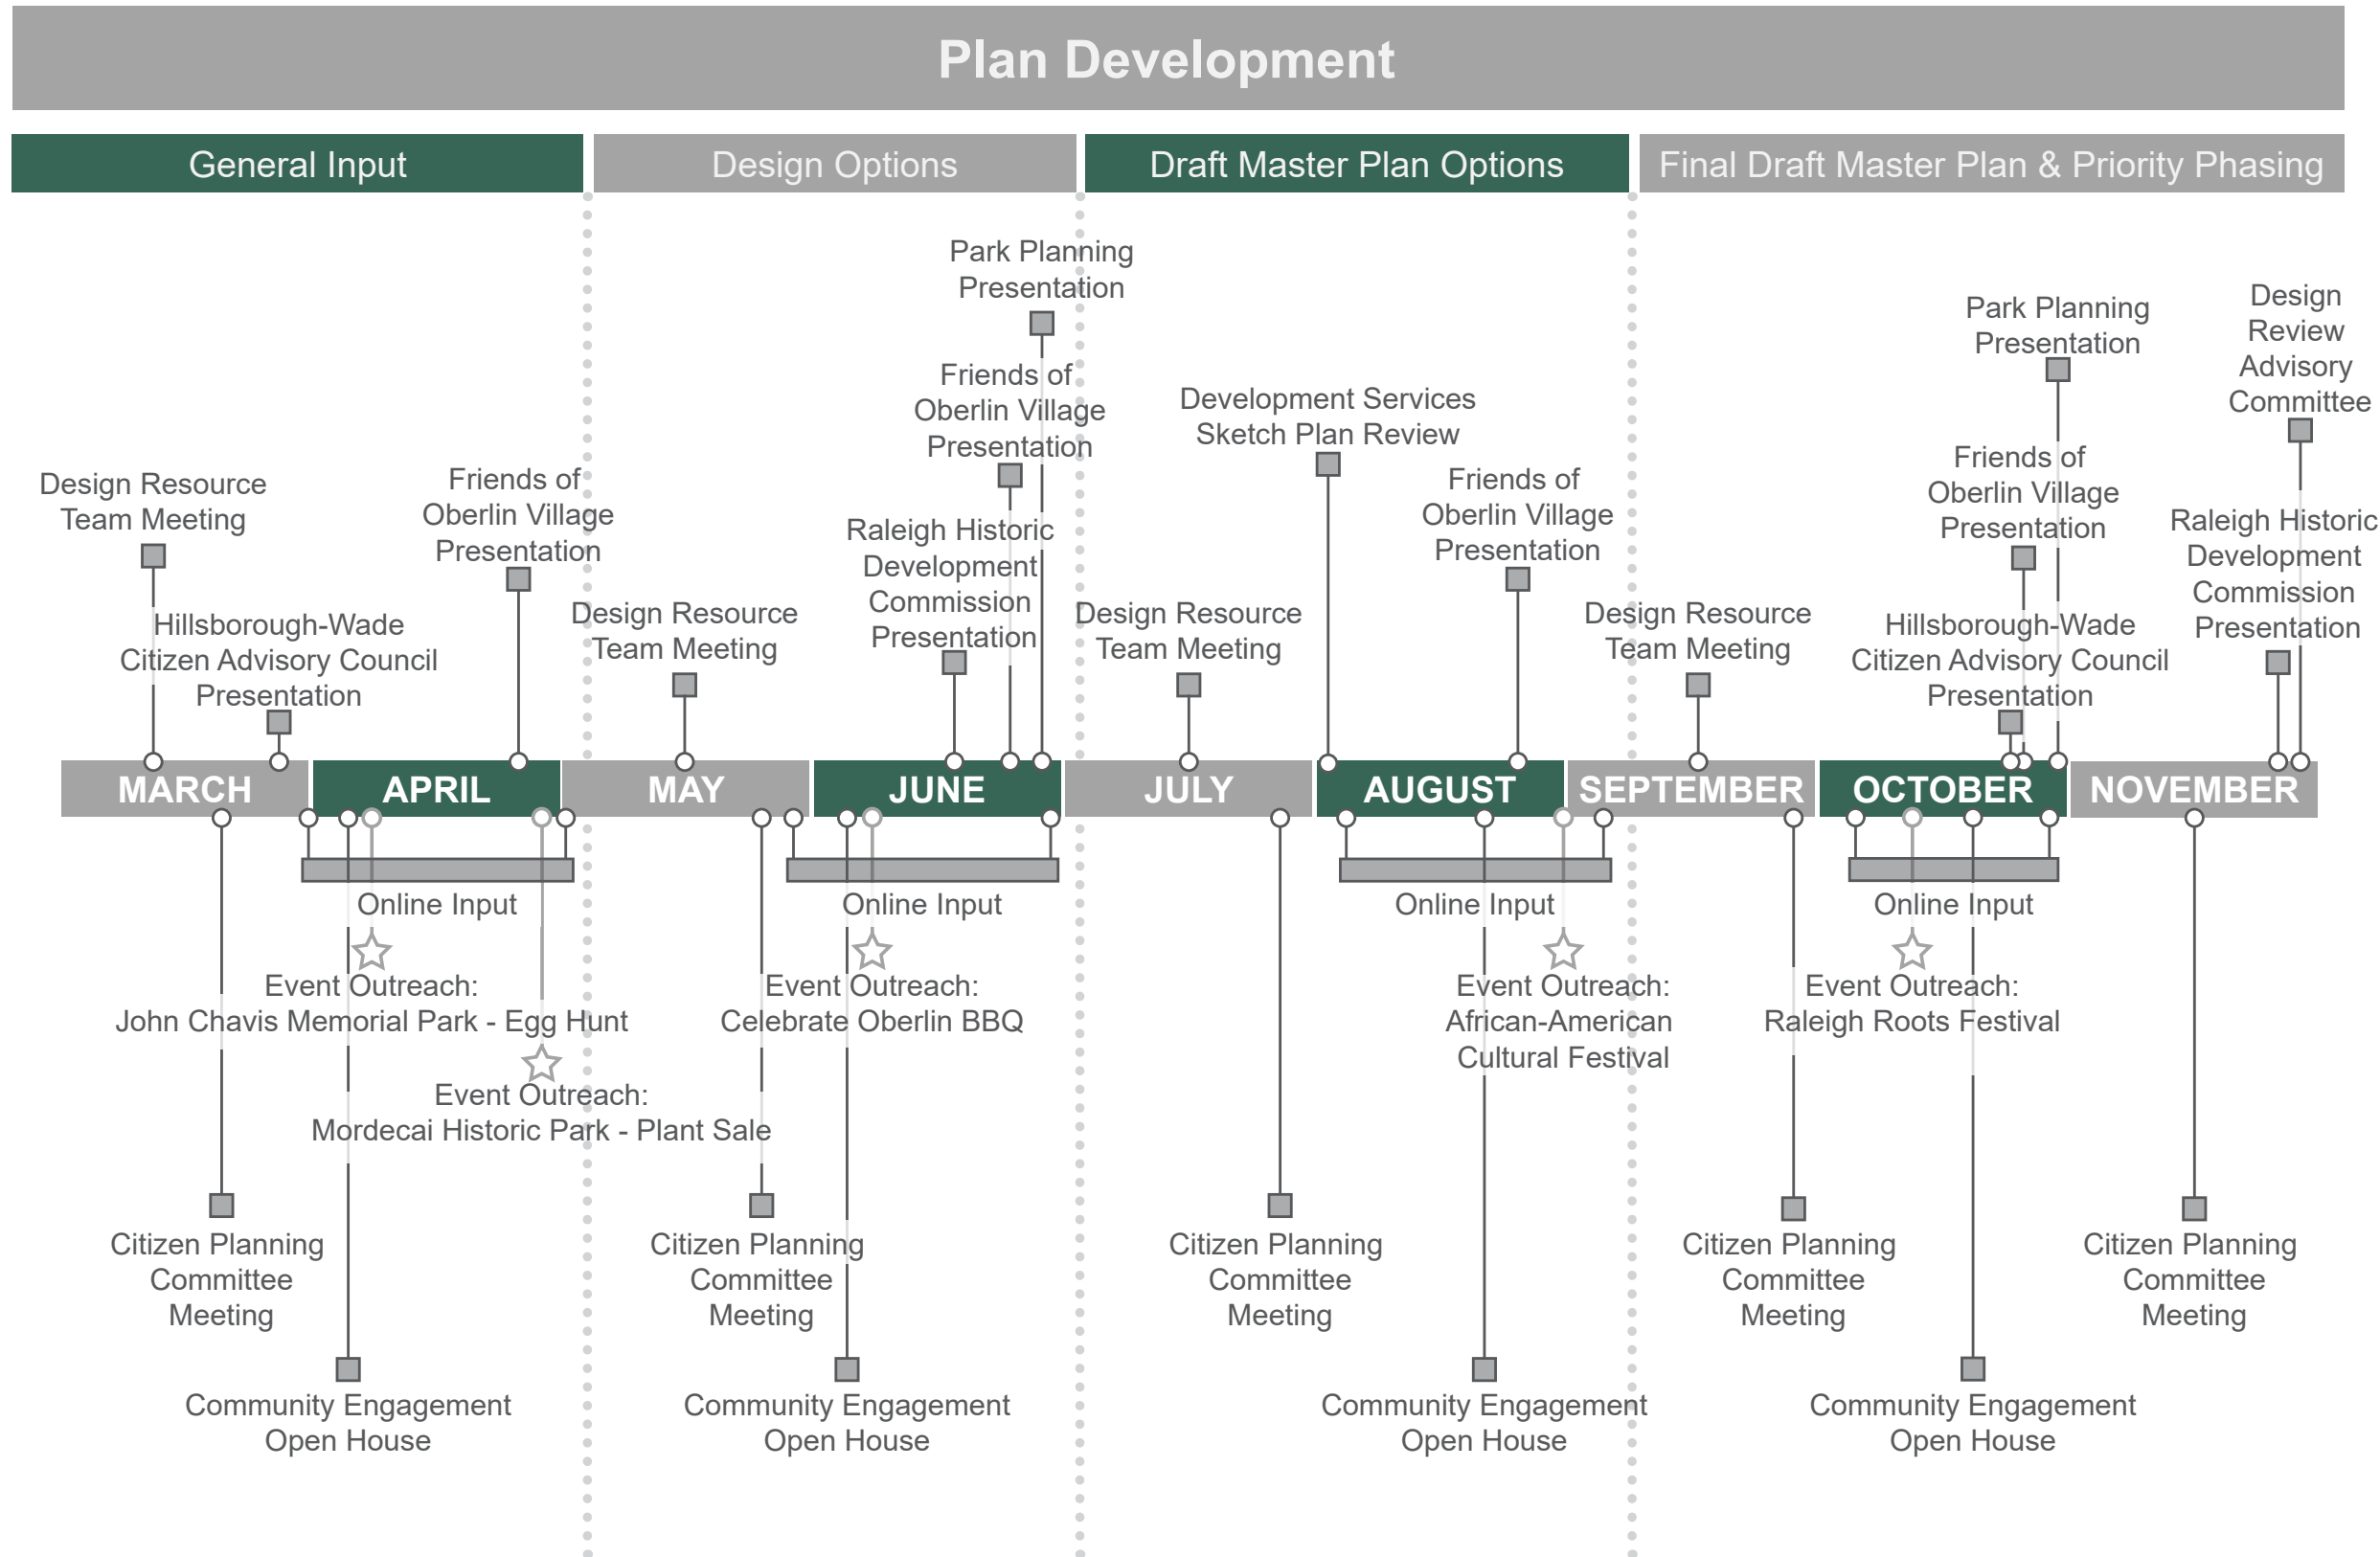 Plan Development
General Input
Design Options
Draft Master Plan Options
Final Draft Master Plan & Priority Phasing
Design Resource
Team Meeting
Hillsborough-Wade
Citizen Advisory Council
Presentation
Friends of
Oberlin Village
Presentation
Design Resource
Team Meeting
Raleigh Historic
Development
Commission
Presentation
Friends of
Oberlin Village
Presentation
Park Planning
Presentation
Design Resource
Team Meeting
Development Services
Sketch Plan Review
Friends of
Oberlin Village
Presentation
Design Resource
Team Meeting
Hillsborough-Wade
Citizen Advisory Council
Presentation
Friends of
Oberlin Village
Presentation
Park Planning
Presentation
Raleigh Historic
Development
Commission
Presentation
Design
Review
Advisory
Committee
MARCH
APRIL
MAY
JUNE
JULY
AUGUST
SEPTEMBER
OCTOBER
NOVEMBER
Online Input
Online Input
Online Input
Online Input
Event Outreach:
John Chavis Memorial Park - Egg Hunt
Event Outreach:
Mordecai Historic Park - Plant Sale
Event Outreach:
Celebrate Oberlin BBQ
Event Outreach:
African-American
Cultural Festival
Event Outreach:
Raleigh Roots Festival
Citizen Planning
Committee
Meeting
Citizen Planning
Committee
Meeting
Citizen Planning
Committee
Meeting
Citizen Planning
Committee
Meeting
Citizen Planning
Committee
Meeting
Community Engagement
Open House
Community Engagement
Open House
Community Engagement
Open House
Community Engagement
Open House